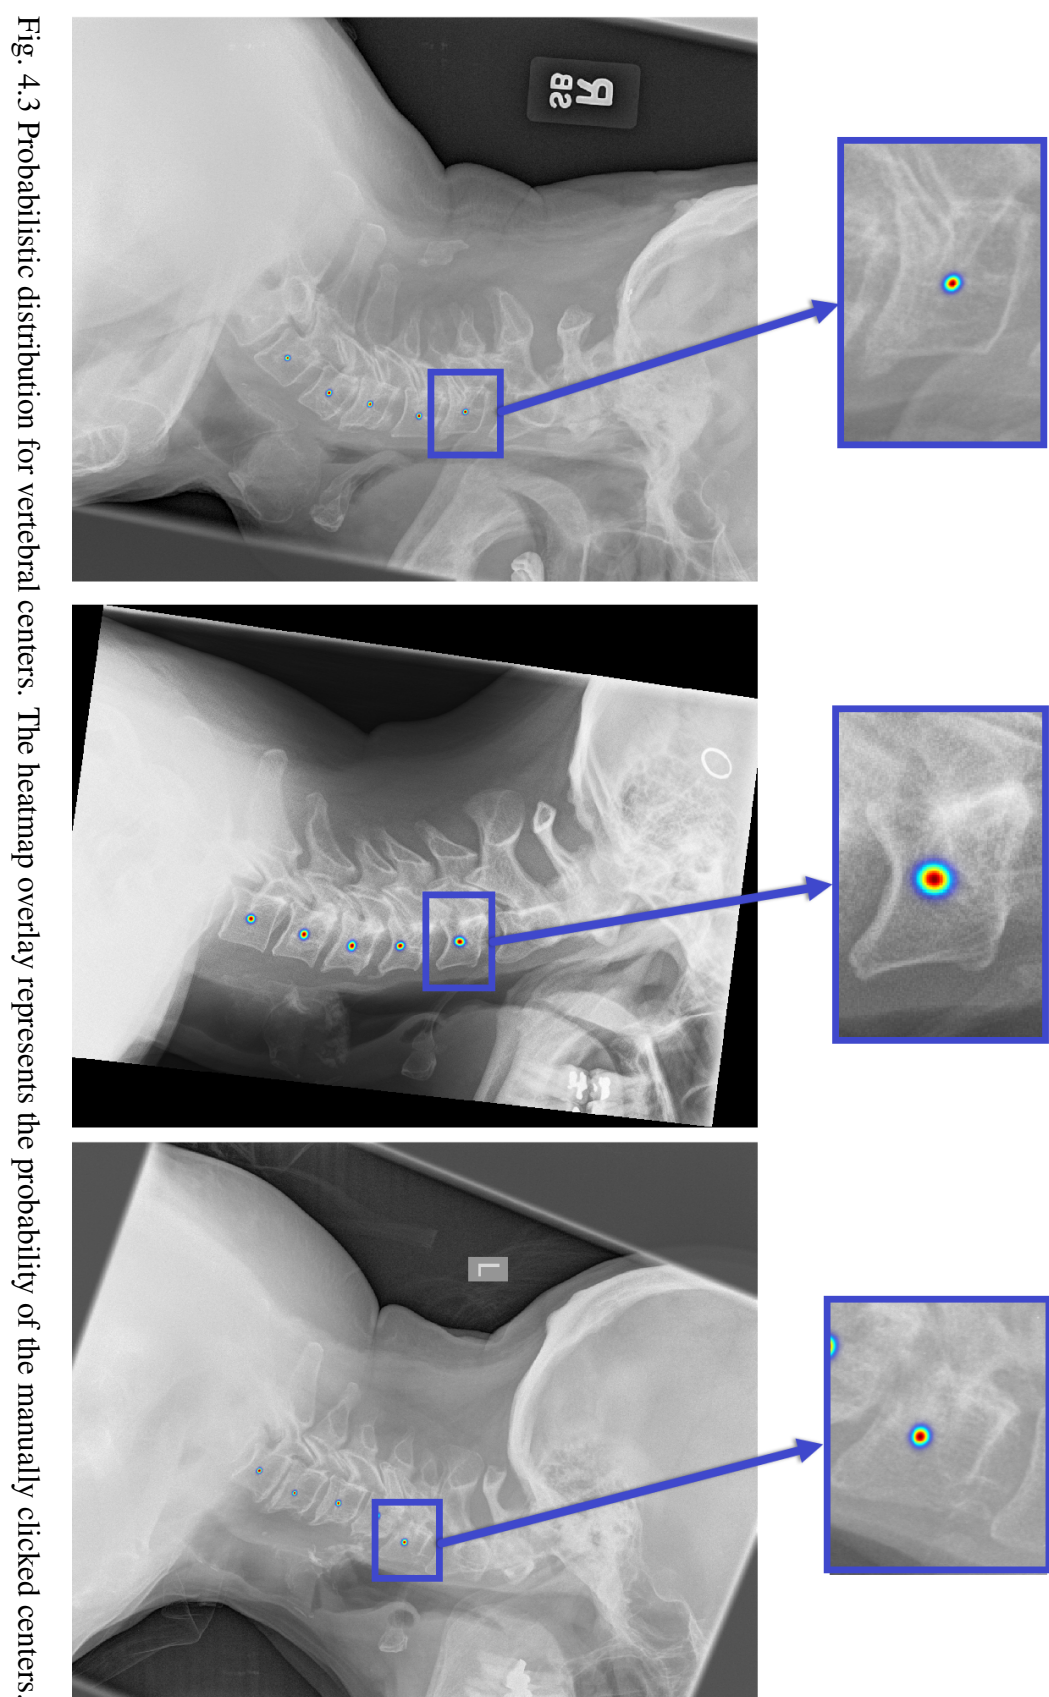 Fig. 4.3 Probabilistic distribution for vertebral centers. The heatmap overlay represents the probability of the manually clicked centers.
R
SB
L